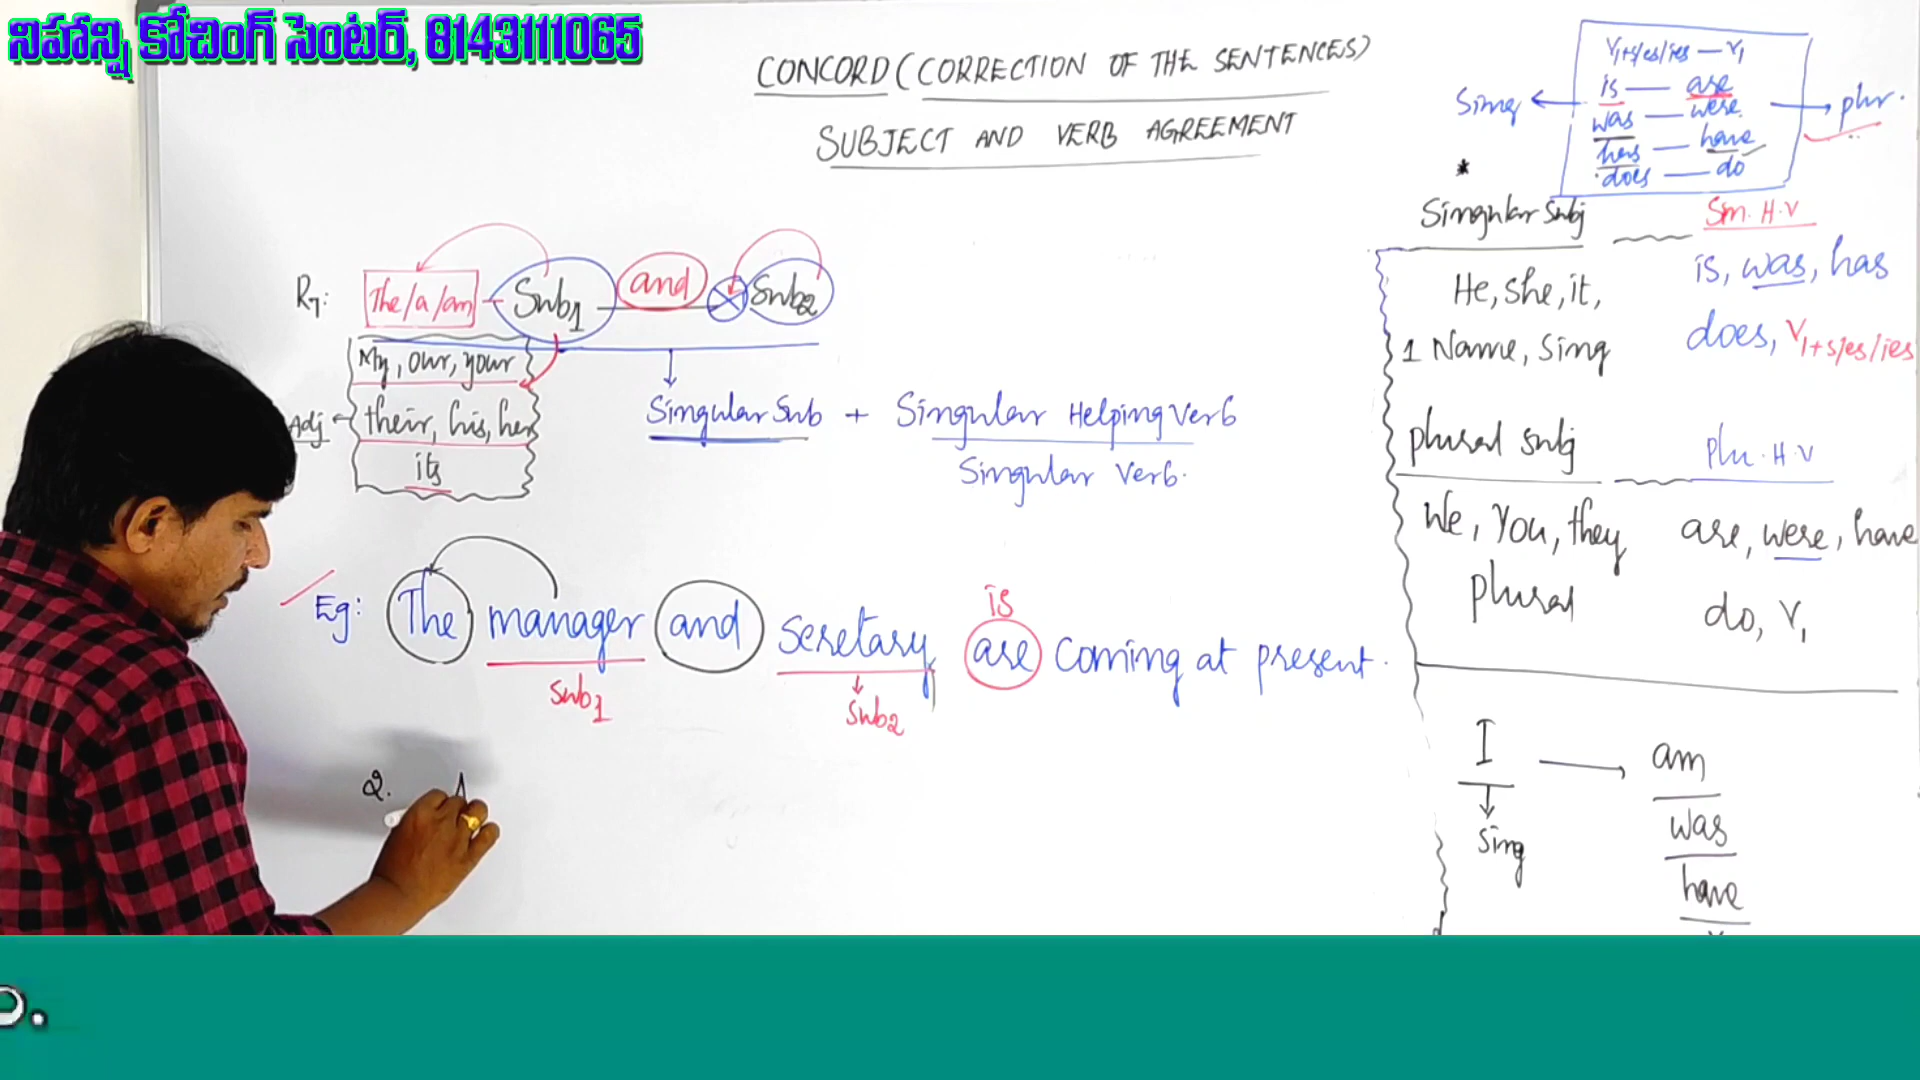 నిహాన్షి కోచింగ్ సెంటర్, 8143111065
CONCORD (CORRECTION OF THE SENTENCES)
SUBJECT AND VERB AGREEMENT
V1+s/es/ies — V1
is — are
was — were
has — have
does — do
Sing
plu.
*
R7: The/a/an – Sub1 and Sub2
My, our, your
Adj their, his, her
its
Singular Sub + Singular Helping Verb
Singular Verb.
is
Eg: The manager and Secretary are Coming at present.
Sub1
Sub2
Q. A
Singular Subj Sin. H.V
He, she, it, is, was, has
1 Name, Sing does, V1+s/es/ies
plural subj Plu. H.V
We, You, they are, were, have
plural do, V1
I am
Sing was
have